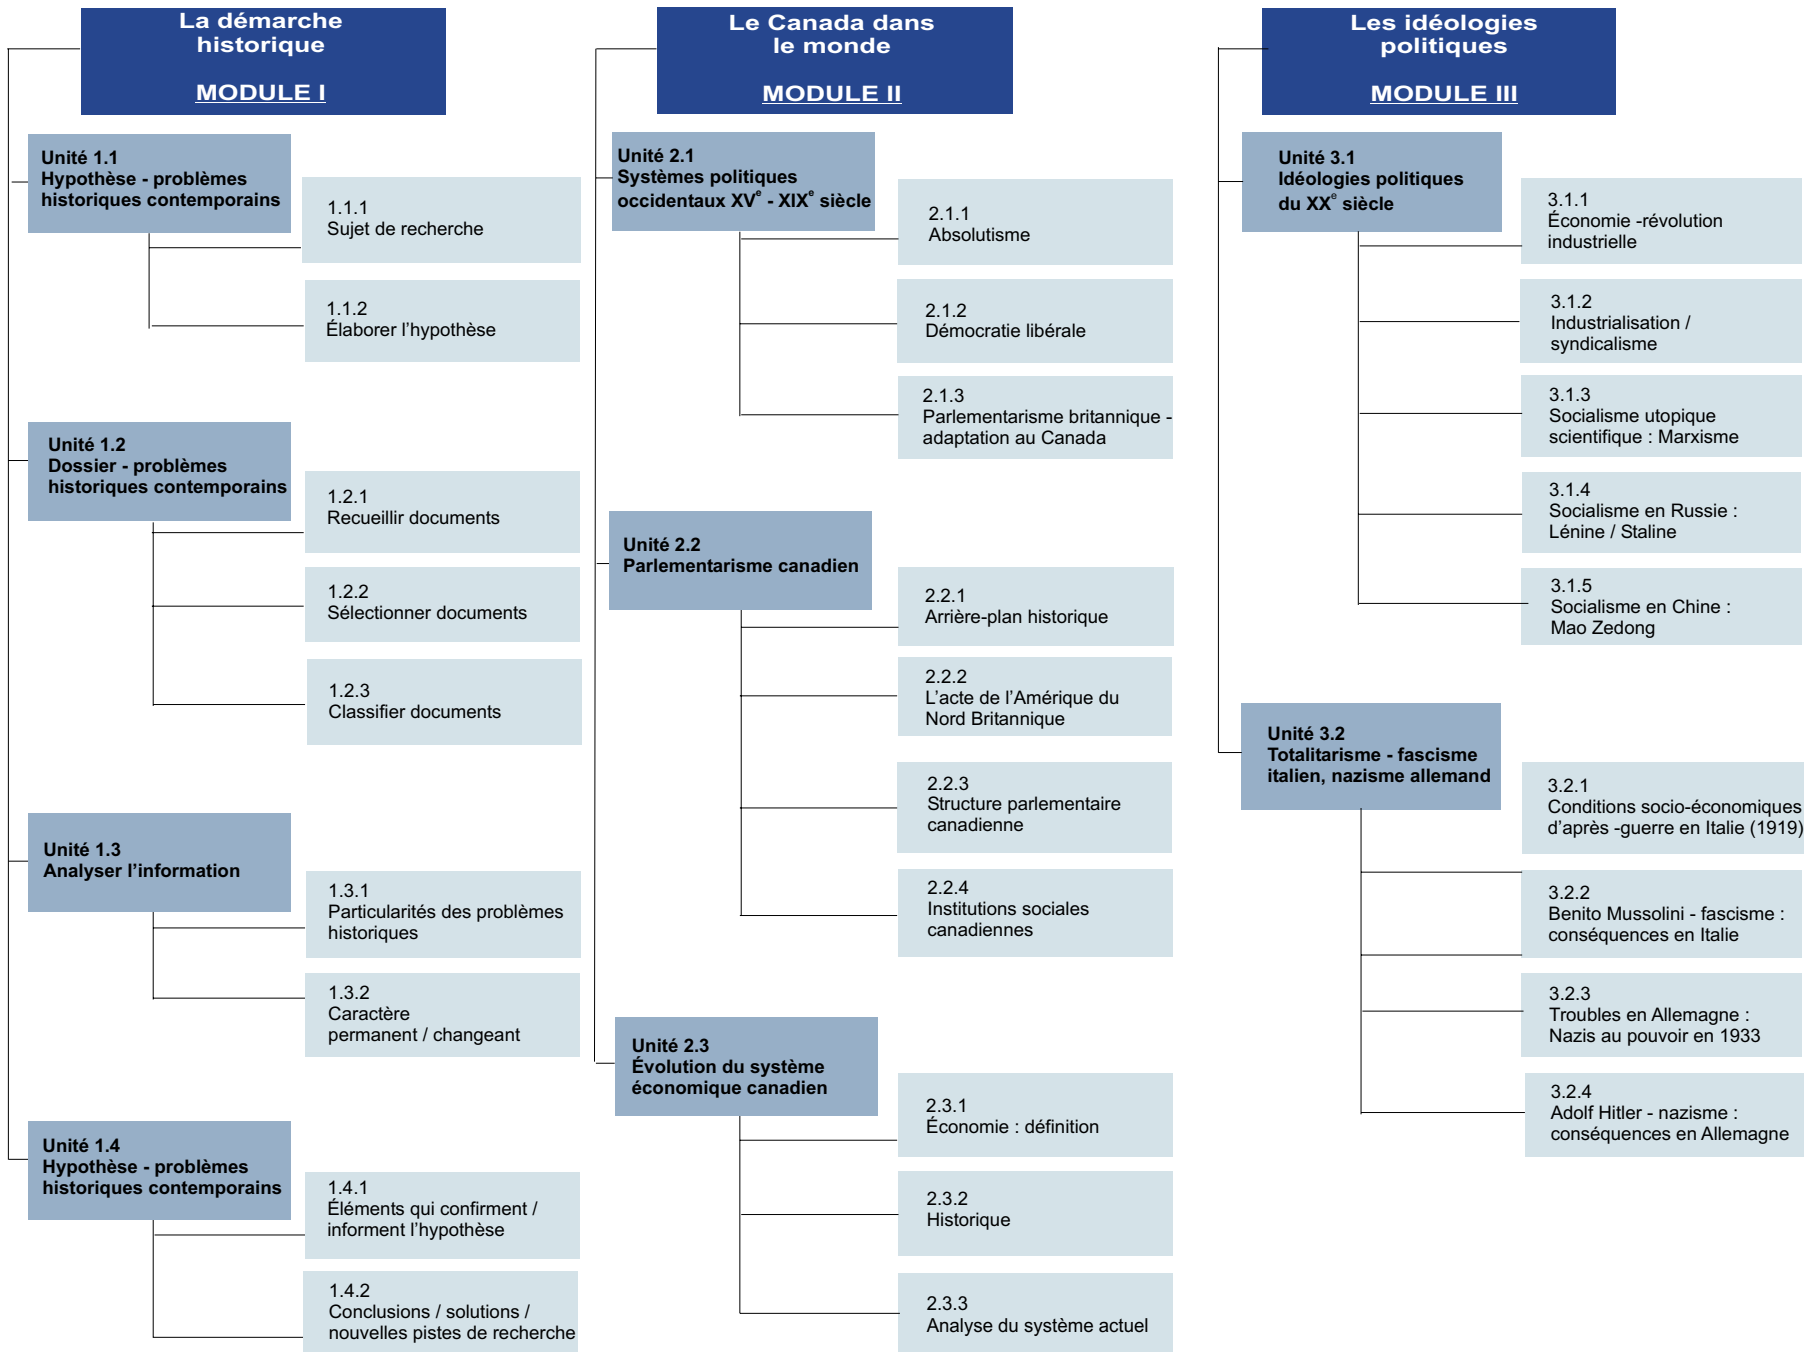 La démarche
historique
MODULE I
Unité 1.1
Hypothèse - problèmes
historiques contemporains
1.1.1
Sujet de recherche
1.1.2
Élaborer l’hypothèse
Unité 1.2
Dossier - problèmes
historiques contemporains
1.2.1
Recueillir documents
1.2.2
Sélectionner documents
1.2.3
Classifier documents
Unité 1.3
Analyser l’information
1.3.1
Particularités des problèmes
historiques
1.3.2
Caractère
permanent / changeant
Unité 1.4
Hypothèse - problèmes
historiques contemporains
1.4.1
Éléments qui confirment /
informent l’hypothèse
1.4.2
Conclusions / solutions /
nouvelles pistes de recherche
Le Canada dans
le monde
MODULE II
Unité 2.1
Systèmes politiques
occidentaux XVe - XIXe siècle
2.1.1
Absolutisme
2.1.2
Démocratie libérale
2.1.3
Parlementarisme britannique -
adaptation au Canada
Unité 2.2
Parlementarisme canadien
2.2.1
Arrière-plan historique
2.2.2
L’acte de l’Amérique du
Nord Britannique
2.2.3
Structure parlementaire
canadienne
2.2.4
Institutions sociales
canadiennes
Unité 2.3
Évolution du système
économique canadien
2.3.1
Économie : définition
2.3.2
Historique
2.3.3
Analyse du système actuel
Les idéologies
politiques
MODULE III
Unité 3.1
Idéologies politiques
du XXe siècle
3.1.1
Économie -révolution
industrielle
3.1.2
Industrialisation /
syndicalisme
3.1.3
Socialisme utopique
scientifique : Marxisme
3.1.4
Socialisme en Russie :
Lénine / Staline
3.1.5
Socialisme en Chine :
Mao Zedong
Unité 3.2
Totalitarisme - fascisme
italien, nazisme allemand
3.2.1
Conditions socio-économiques
d’après -guerre en Italie (1919)
3.2.2
Benito Mussolini - fascisme :
conséquences en Italie
3.2.3
Troubles en Allemagne :
Nazis au pouvoir en 1933
3.2.4
Adolf Hitler - nazisme :
conséquences en Allemagne